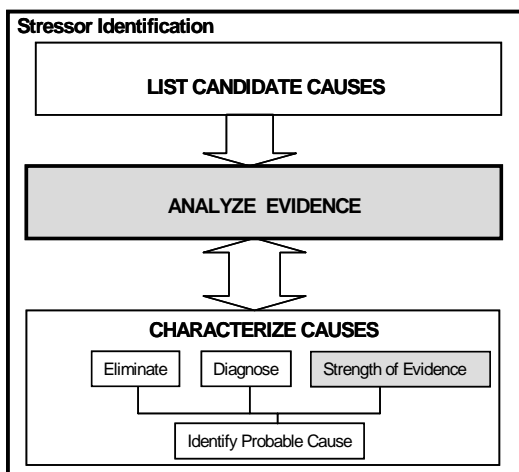 Stressor Identification
LIST CANDIDATE CAUSES
ANALYZE EVIDENCE
CHARACTERIZE CAUSES
Eliminate
Diagnose
Strength of Evidence
Identify Probable Cause